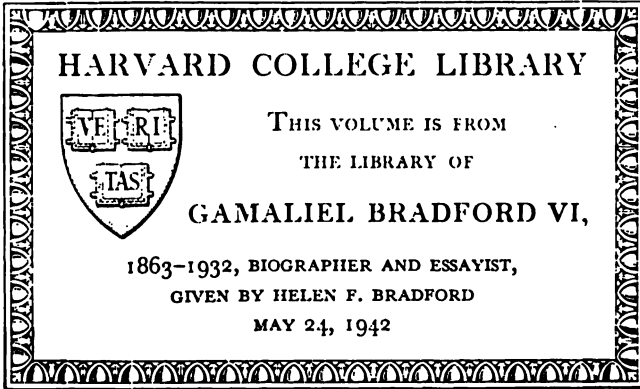 HARVARD COLLEGE LIBRARY
VE RI
TAS
THIS VOLUME IS FROM
THE LIBRARY OF
GAMALIEL BRADFORD VI,
1863-1932, BIOGRAPHER AND ESSAYIST,
GIVEN BY HELEN F. BRADFORD
MAY 24, 1942